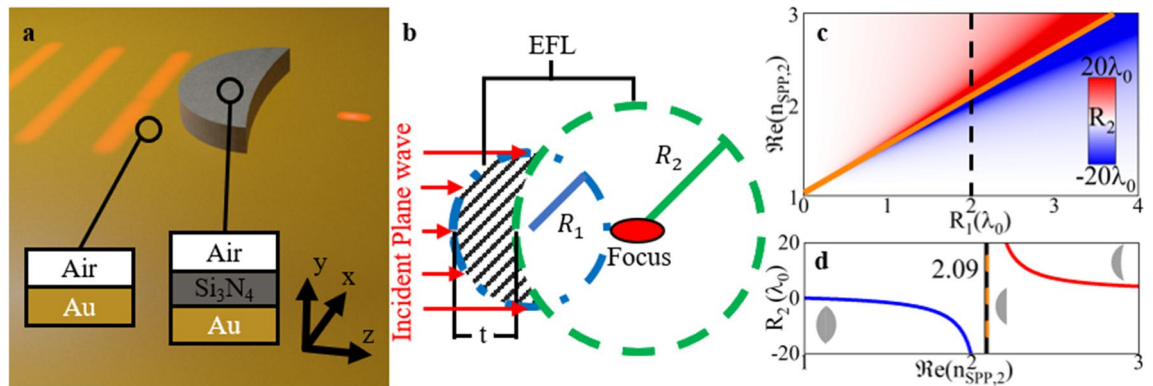 a
Air
Au
Air
Si₃N₄
Au
y
x
z
b
EFL
Incident Plane wave
R₂
R₁
Focus
t
c
ℜe(n_SPP,2)
3
2
1
20λ₀
R₂
-20λ₀
0
1
2
3
4
R₁(λ₀)
d
R₂(λ₀)
20
0
-20
2.09
1
2
3
ℜe(n_SPP,2)